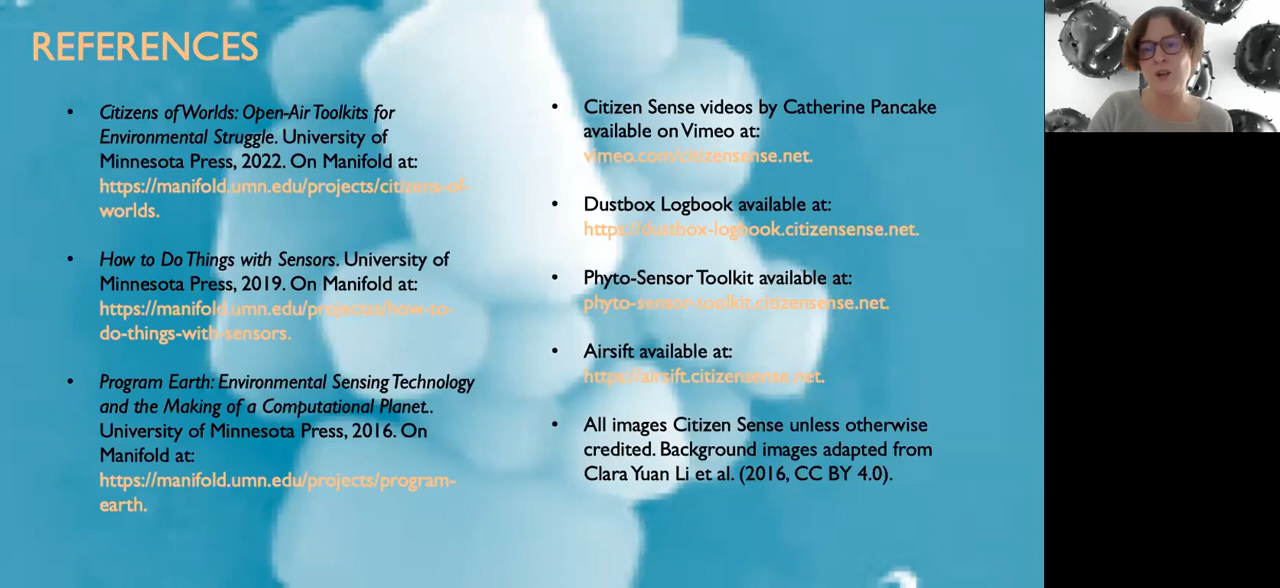 REFERENCES
• Citizens of Worlds: Open-Air Toolkits for
Environmental Struggle. University of
Minnesota Press, 2022. On Manifold at:
https://manifold.umn.edu/projects/citizens-of-
worlds.
• How to Do Things with Sensors. University of
Minnesota Press, 2019. On Manifold at:
https://manifold.umn.edu/projects/how-to-
do-things-with-sensors.
• Program Earth: Environmental Sensing Technology
and the Making of a Computational Planet..
University of Minnesota Press, 2016. On
Manifold at:
https://manifold.umn.edu/projects/program-
earth.
• Citizen Sense videos by Catherine Pancake
available on Vimeo at:
vimeo.com/citizensense.net.
• Dustbox Logbook available at:
https://dustbox-logbook.citizensense.net.
• Phyto-Sensor Toolkit available at:
phyto-sensor-toolkit.citizensense.net.
• Airsift available at:
https://airsift.citizensense.net.
• All images Citizen Sense unless otherwise
credited. Background images adapted from
Clara Yuan Li et al. (2016, CC BY 4.0).